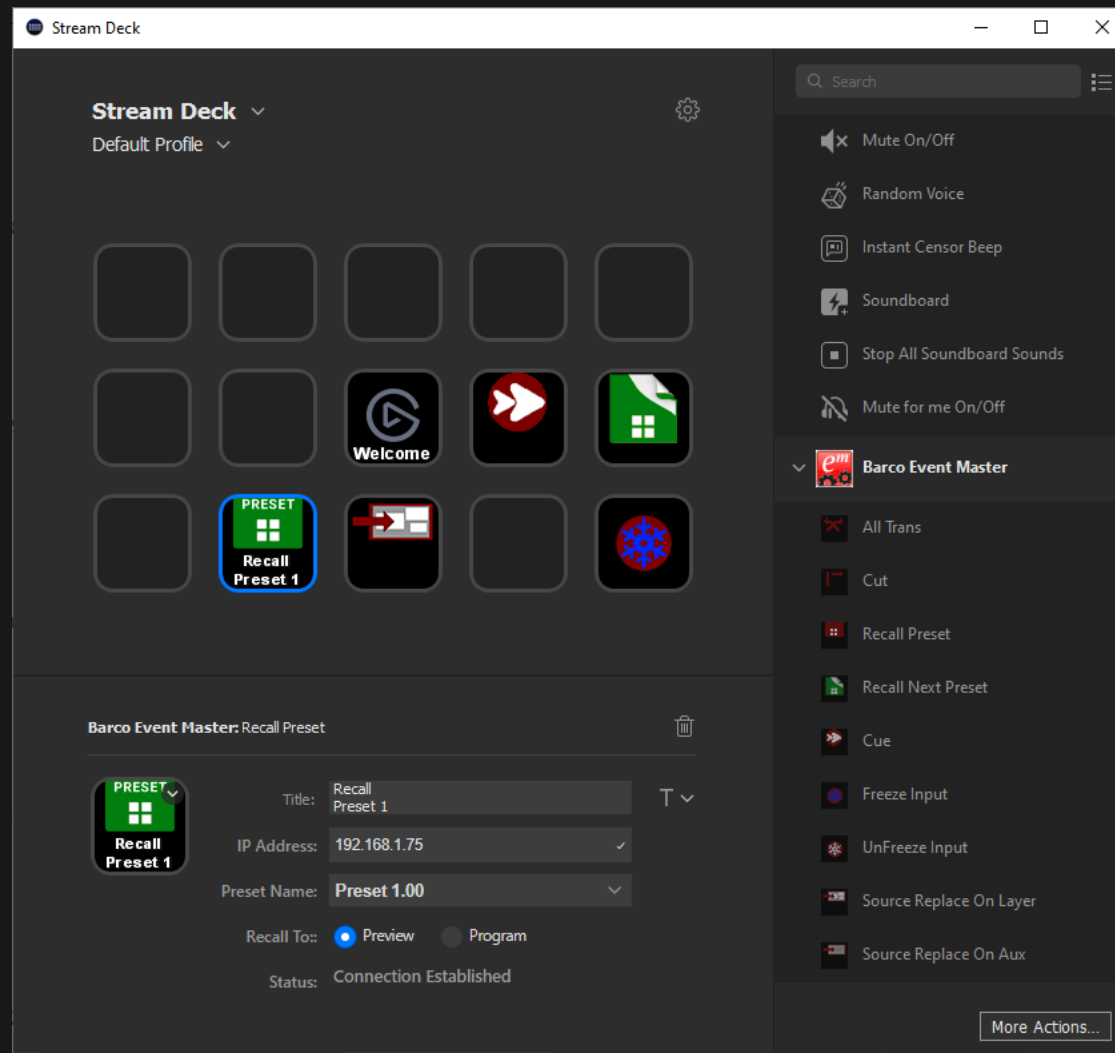 Stream Deck
Stream Deck
Default Profile
Welcome
PRESET
Recall
Preset 1
Barco Event Master: Recall Preset
PRESET
Recall
Preset 1
Title:
Recall
Preset 1
T
IP Address:
192.168.1.75
Preset Name:
Preset 1.00
Recall To::
Preview
Program
Status:
Connection Established
Search
Mute On/Off
Random Voice
Instant Censor Beep
Soundboard
Stop All Soundboard Sounds
Mute for me On/Off
em
Barco Event Master
All Trans
Cut
Recall Preset
Recall Next Preset
Cue
Freeze Input
UnFreeze Input
Source Replace On Layer
Source Replace On Aux
More Actions...